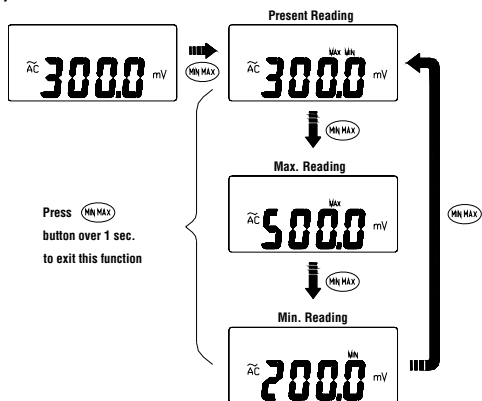 Present Reading
AC 300.0 mV
MIN MAX
MAX MIN
AC 300.0 mV
MIN MAX
Max. Reading
MAX
AC 500.0 mV
Press MIN MAX
button over 1 sec.
to exit this function
MIN MAX
MIN MAX
Min. Reading
MIN
AC 200.0 mV